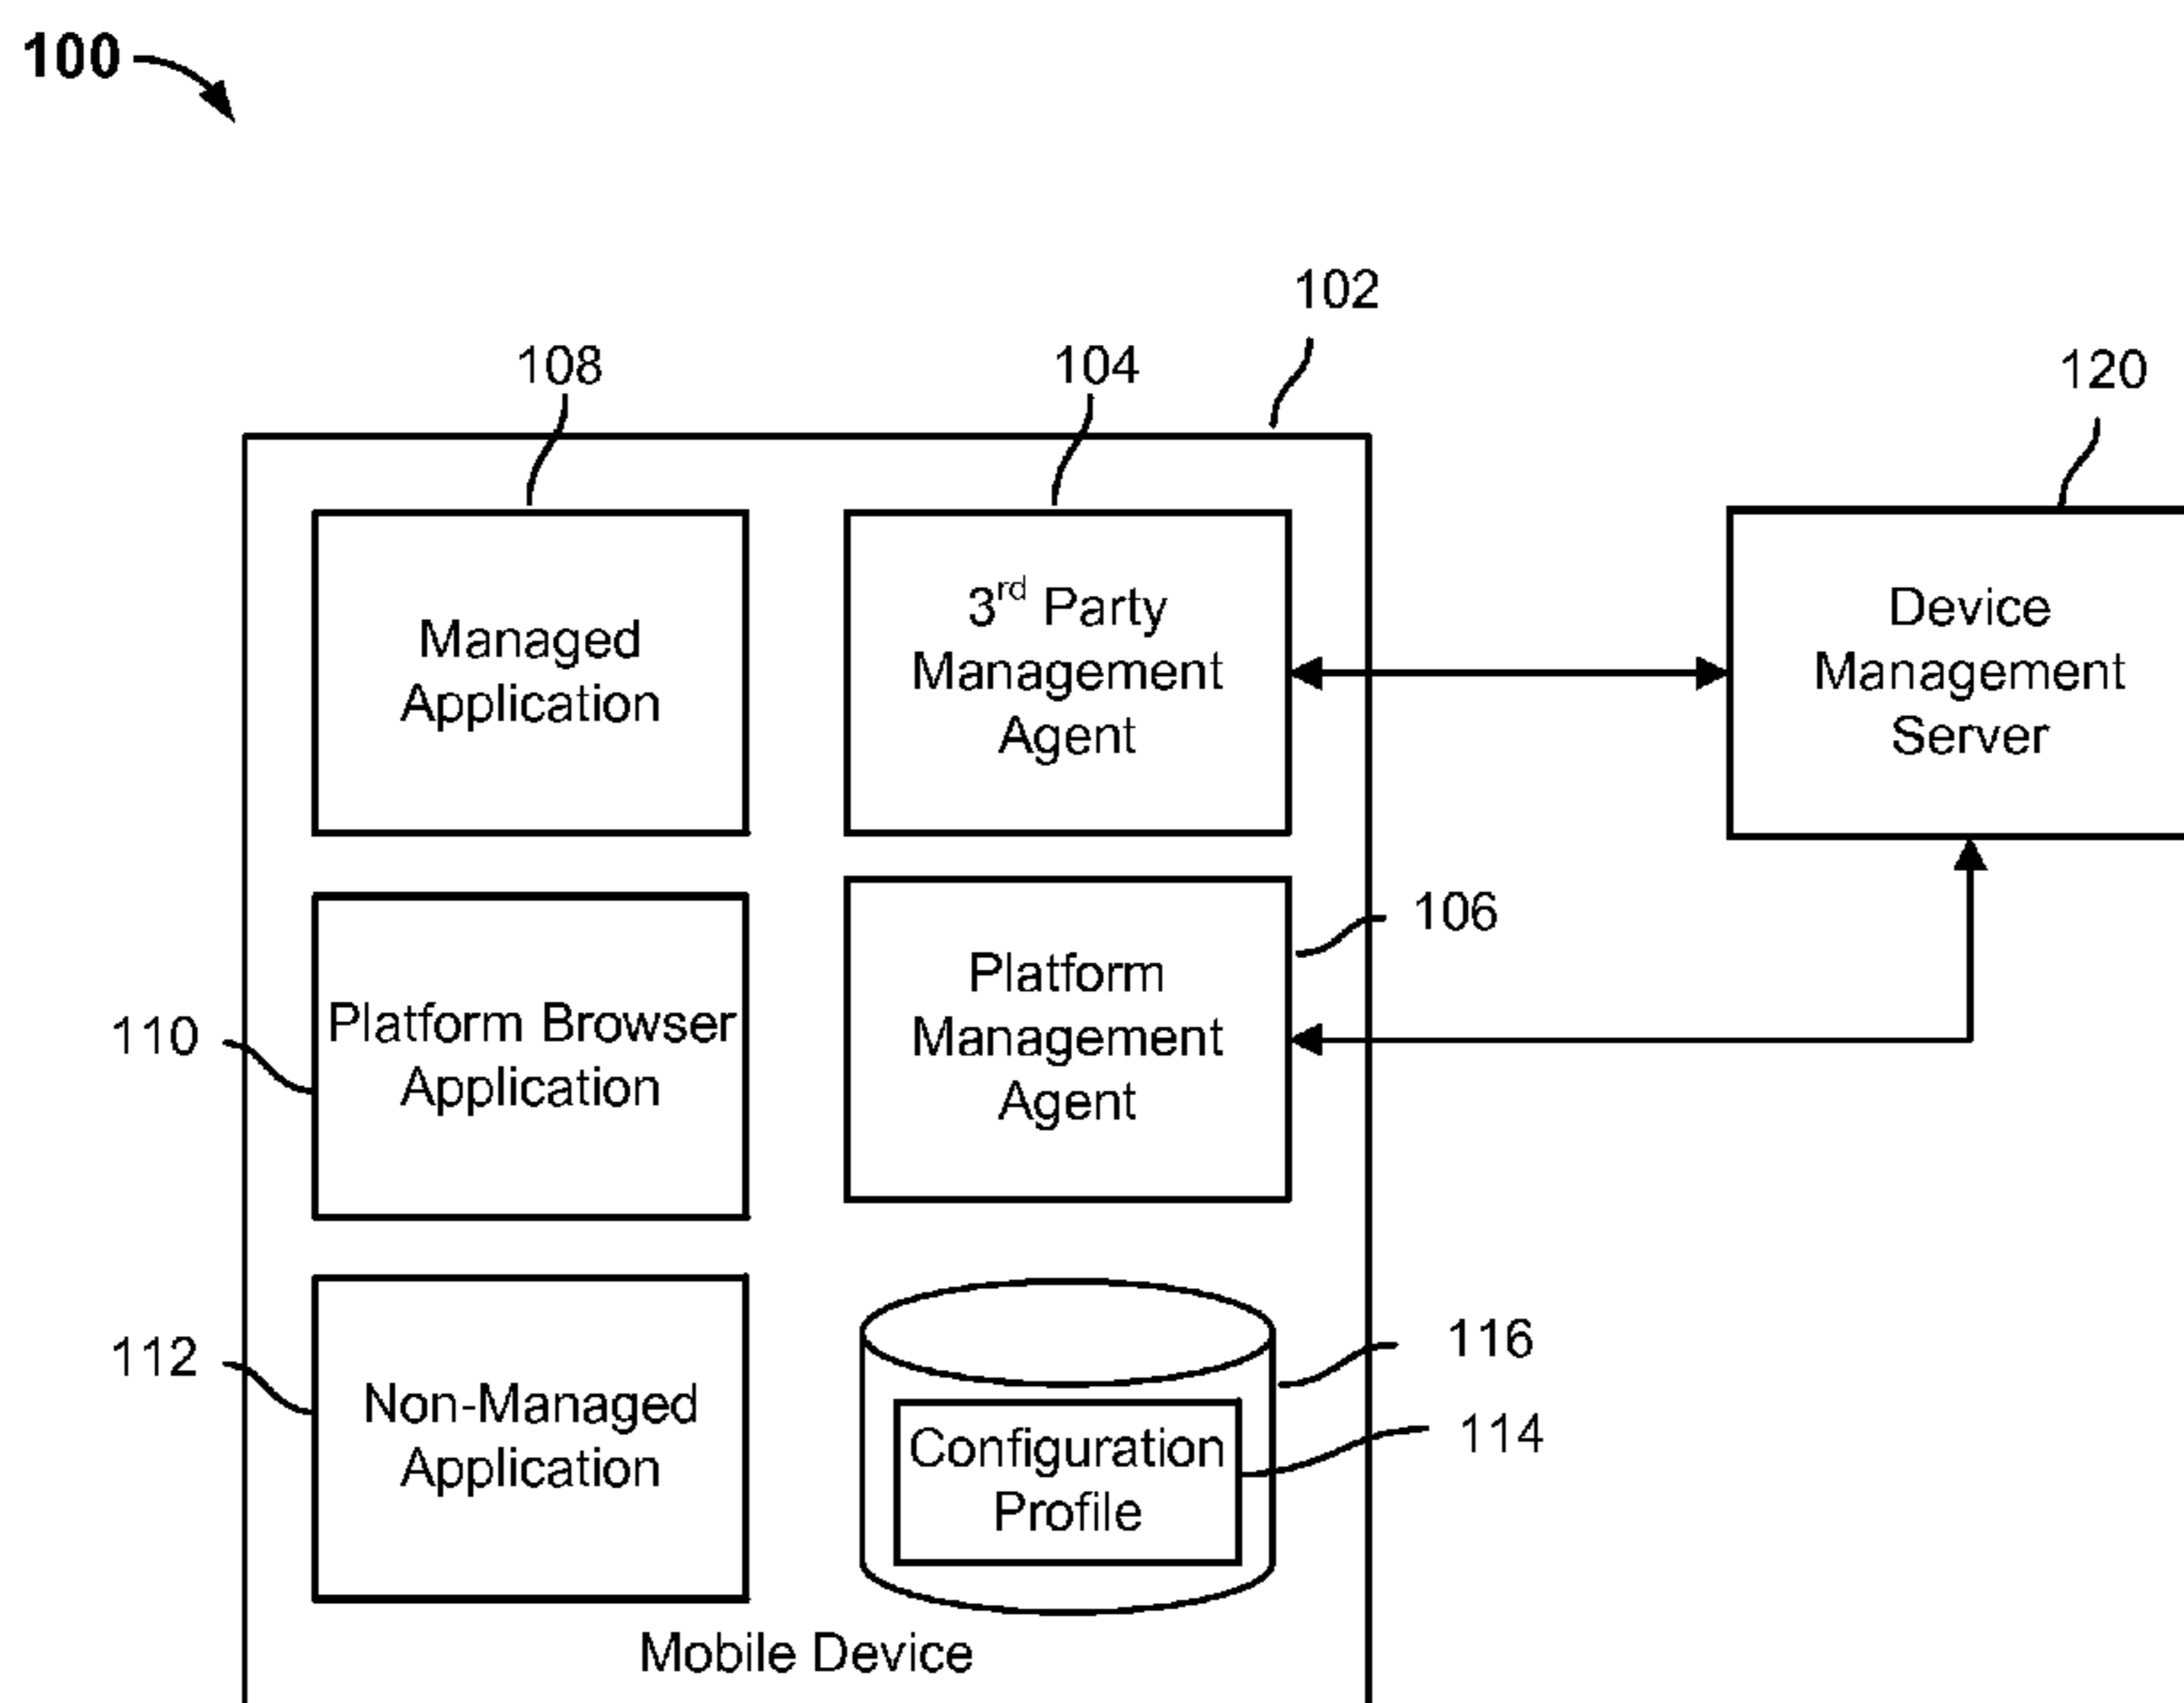 100
102
108
104
120
Managed
Application
3rd Party
Management
Agent
Device
Management
Server
106
110
Platform Browser
Application
Platform
Management
Agent
112
Non-Managed
Application
116
114
Configuration
Profile
Mobile Device